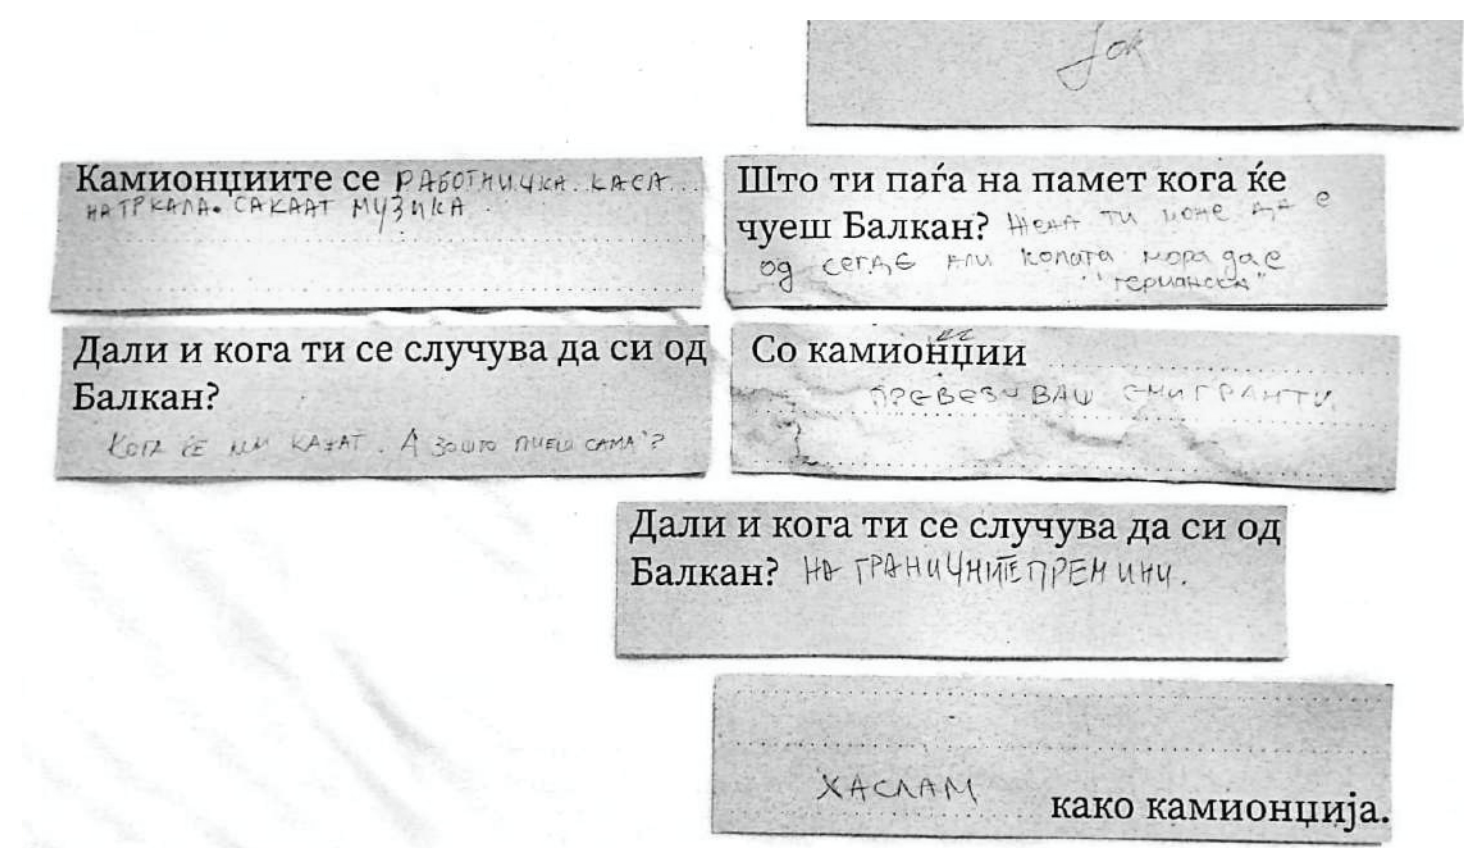 Јок
Камионџиите се РАБОТНИЧКА КЛАСА...
НА ТРКАЛА. САКААТ МУЗИКА.
Што ти паѓа на памет кога ќе
чуеш Балкан? Жена ти може да е
од сегде али колата мора да е
"германска"
Дали и кога ти се случува да си од
Балкан?
КОГА ЌЕ МИ КАЖАТ. А ЗОШТО ПИЕШ САМА?
Со камионџии
ПРЕВЕЗУВАШ ЕМИГРАНТИ.
Дали и кога ти се случува да си од
Балкан? НА ГРАНИЧНИТЕ ПРЕМИНИ.
ХАСЛАМ како камионџија.